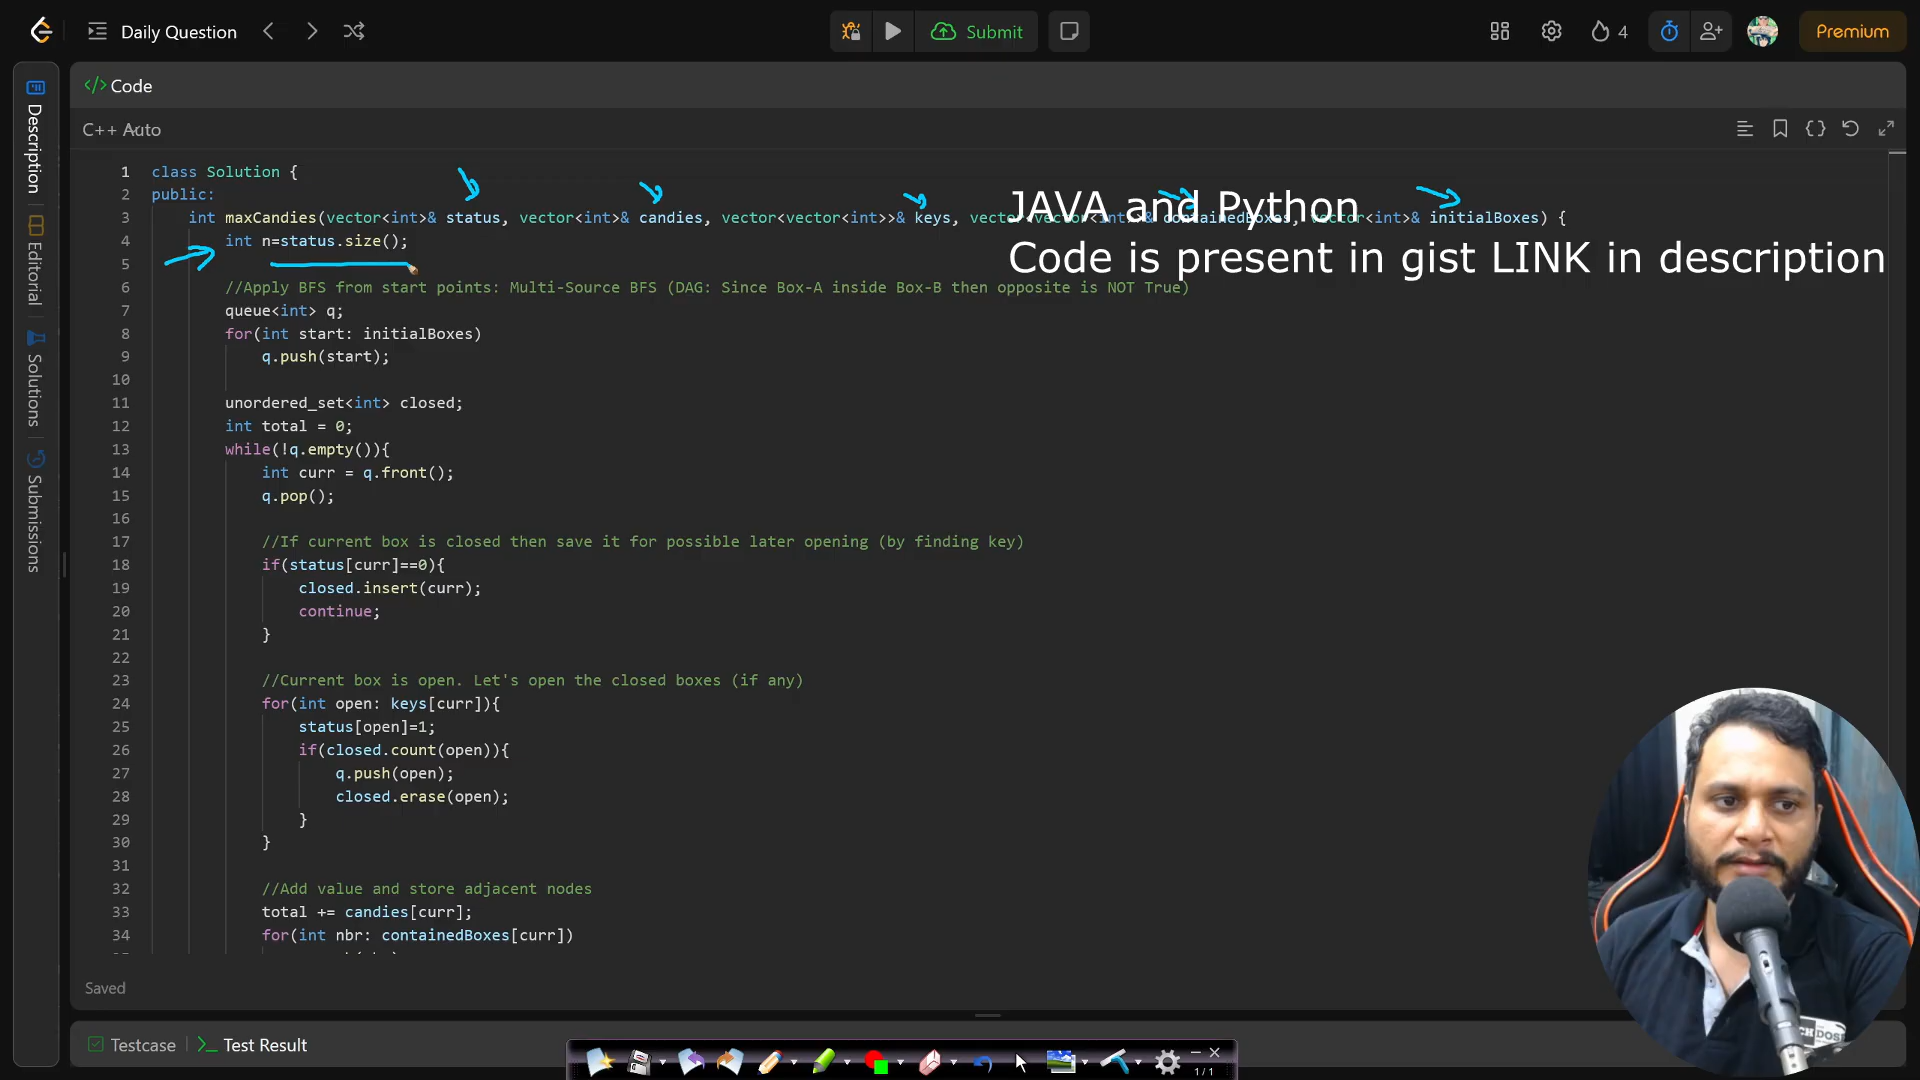 Daily Question
Submit
4
Premium
Description
Editorial
Solutions
Submissions
</> Code
C++ Auto
1 class Solution {
2 public:
3 int maxCandies(vector<int>& status, vector<int>& candies, vector<vector<int>>& keys, vector<vector<int>>& containedBoxes, vector<int>& initialBoxes) {
JAVA and Python
4 int n=status.size();
Code is present in gist LINK in description
5
6 //Apply BFS from start points: Multi-Source BFS (DAG: Since Box-A inside Box-B then opposite is NOT True)
7 queue<int> q;
8 for(int start: initialBoxes)
9 q.push(start);
10
11 unordered_set<int> closed;
12 int total = 0;
13 while(!q.empty()){
14 int curr = q.front();
15 q.pop();
16
17 //If current box is closed then save it for possible later opening (by finding key)
18 if(status[curr]==0){
19 closed.insert(curr);
20 continue;
21 }
22
23 //Current box is open. Let's open the closed boxes (if any)
24 for(int open: keys[curr]){
25 status[open]=1;
26 if(closed.count(open)){
27 q.push(open);
28 closed.erase(open);
29 }
30 }
31
32 //Add value and store adjacent nodes
33 total += candies[curr];
34 for(int nbr: containedBoxes[curr])
Saved
Testcase
>_ Test Result
1/1